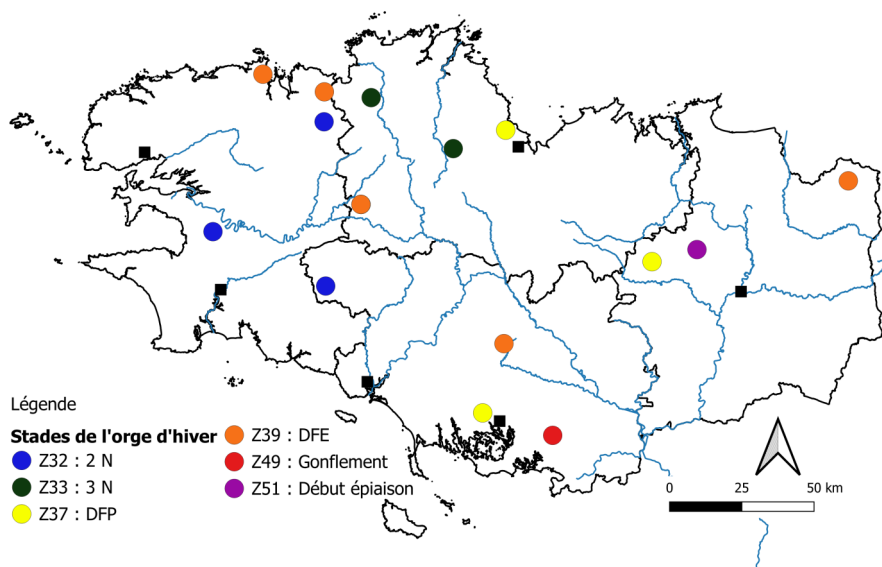 Légende
Stades de l'orge d'hiver
Z32 : 2 N
Z33 : 3 N
Z37 : DFP
Z39 : DFE
Z49 : Gonflement
Z51 : Début épiaison
0 25 50 km